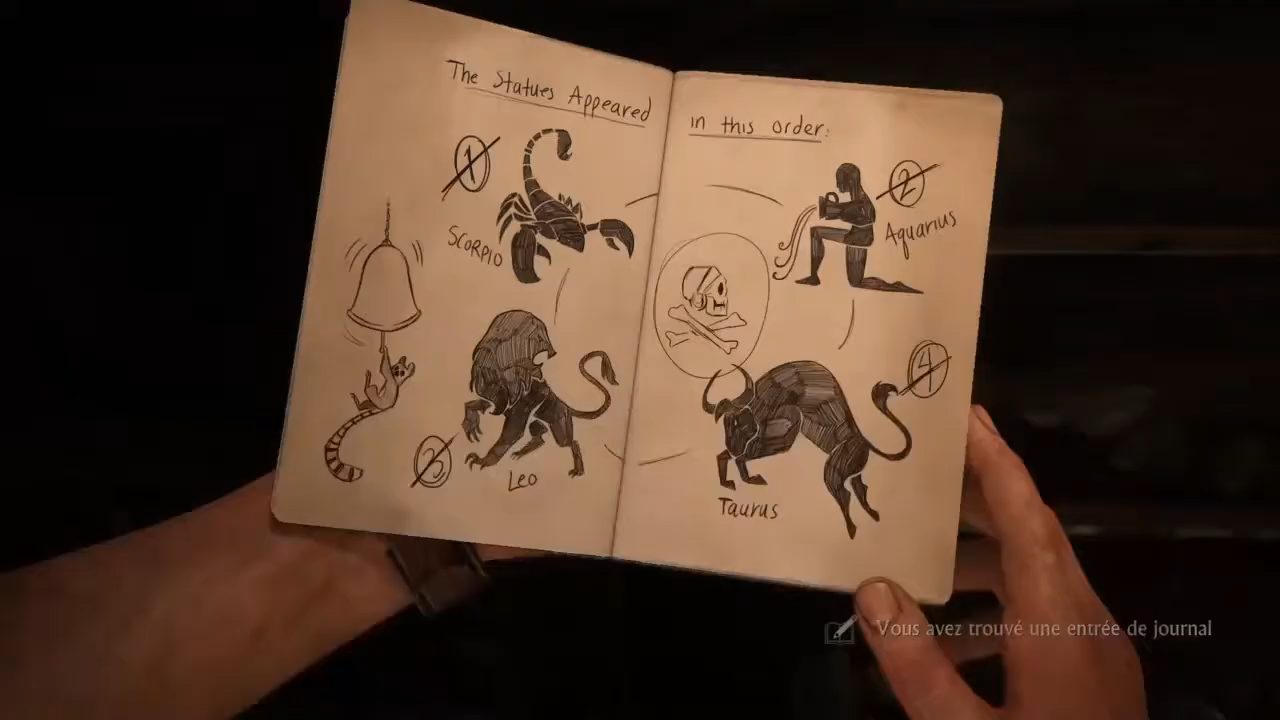 The Statues Appeared
in this order:
1
SCORPIO
2
Aquarius
3
Leo
4
Taurus
Vous avez trouvé une entrée de journal